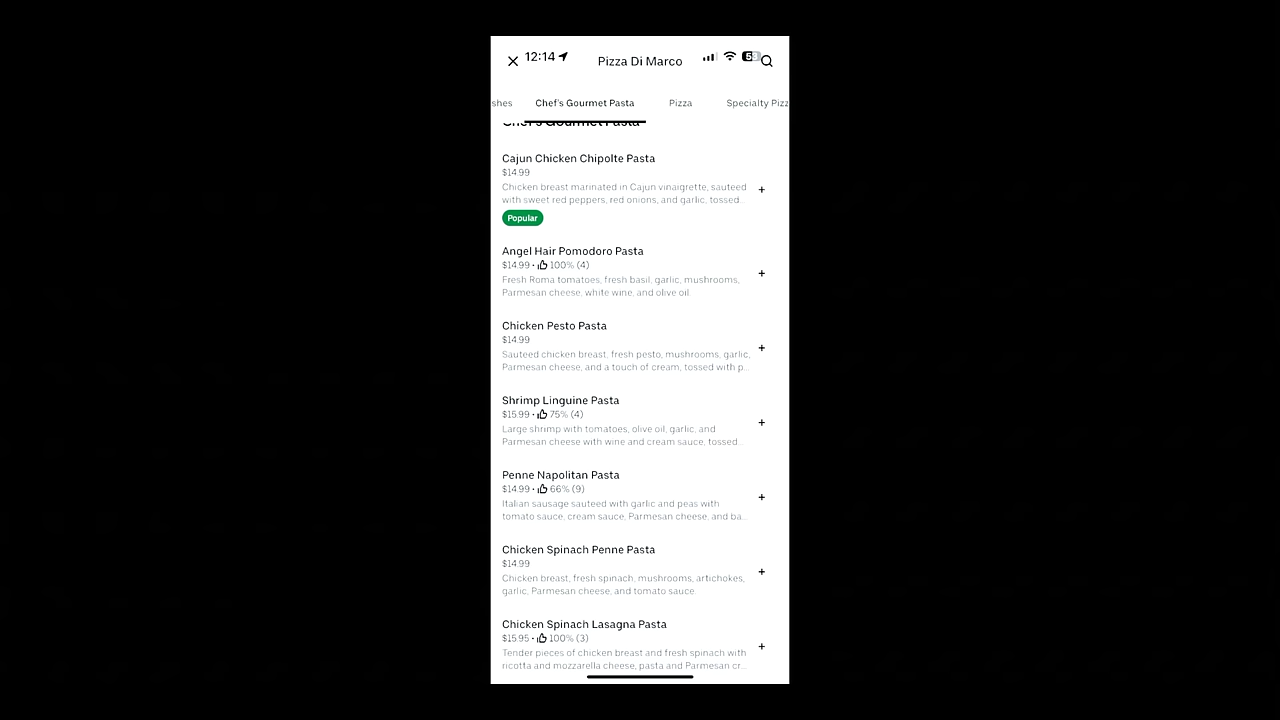 12:14
Pizza Di Marco
shes
Chef's Gourmet Pasta
Pizza
Specialty Pizz
Chef's Gourmet Pasta
Cajun Chicken Chipolte Pasta
$14.99
Chicken breast marinated in Cajun vinaigrette, sauteed
with sweet red peppers, red onions, and garlic, tossed...
Popular
Angel Hair Pomodoro Pasta
$14.99 • 100% (4)
Fresh Roma tomatoes, fresh basil, garlic, mushrooms,
Parmesan cheese, white wine, and olive oil.
Chicken Pesto Pasta
$14.99
Sauteed chicken breast, fresh pesto, mushrooms, garlic,
Parmesan cheese, and a touch of cream, tossed with p...
Shrimp Linguine Pasta
$15.99 • 75% (4)
Large shrimp with tomatoes, olive oil, garlic, and
Parmesan cheese with wine and cream sauce, tossed...
Penne Napolitan Pasta
$14.99 • 66% (9)
Italian sausage sauteed with garlic and peas with
tomato sauce, cream sauce, Parmesan cheese, and ba...
Chicken Spinach Penne Pasta
$14.99
Chicken breast, fresh spinach, mushrooms, artichokes,
garlic, Parmesan cheese, and tomato sauce.
Chicken Spinach Lasagna Pasta
$15.95 • 100% (3)
Tender pieces of chicken breast and fresh spinach with
ricotta and mozzarella cheese, pasta and Parmesan cr...